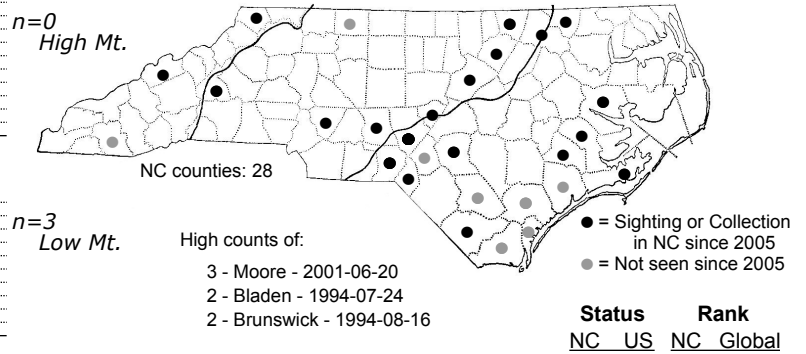 n=0
High Mt.
NC counties: 28
n=3
Low Mt.
High counts of:
3 - Moore - 2001-06-20
2 - Bladen - 1994-07-24
2 - Brunswick - 1994-08-16
● = Sighting or Collection
in NC since 2005
● = Not seen since 2005
Status Rank
NC US NC Global